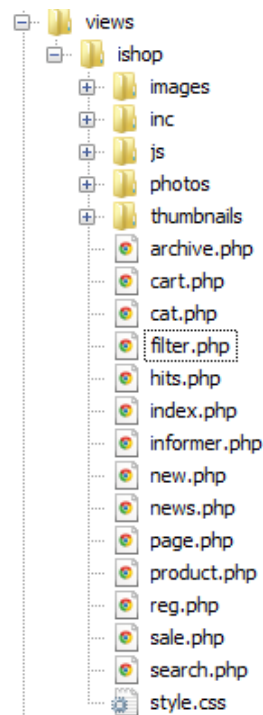 views
ishop
images
inc
js
photos
thumbnails
archive.php
cart.php
cat.php
filter.php
hits.php
index.php
informer.php
new.php
news.php
page.php
product.php
reg.php
sale.php
search.php
style.css